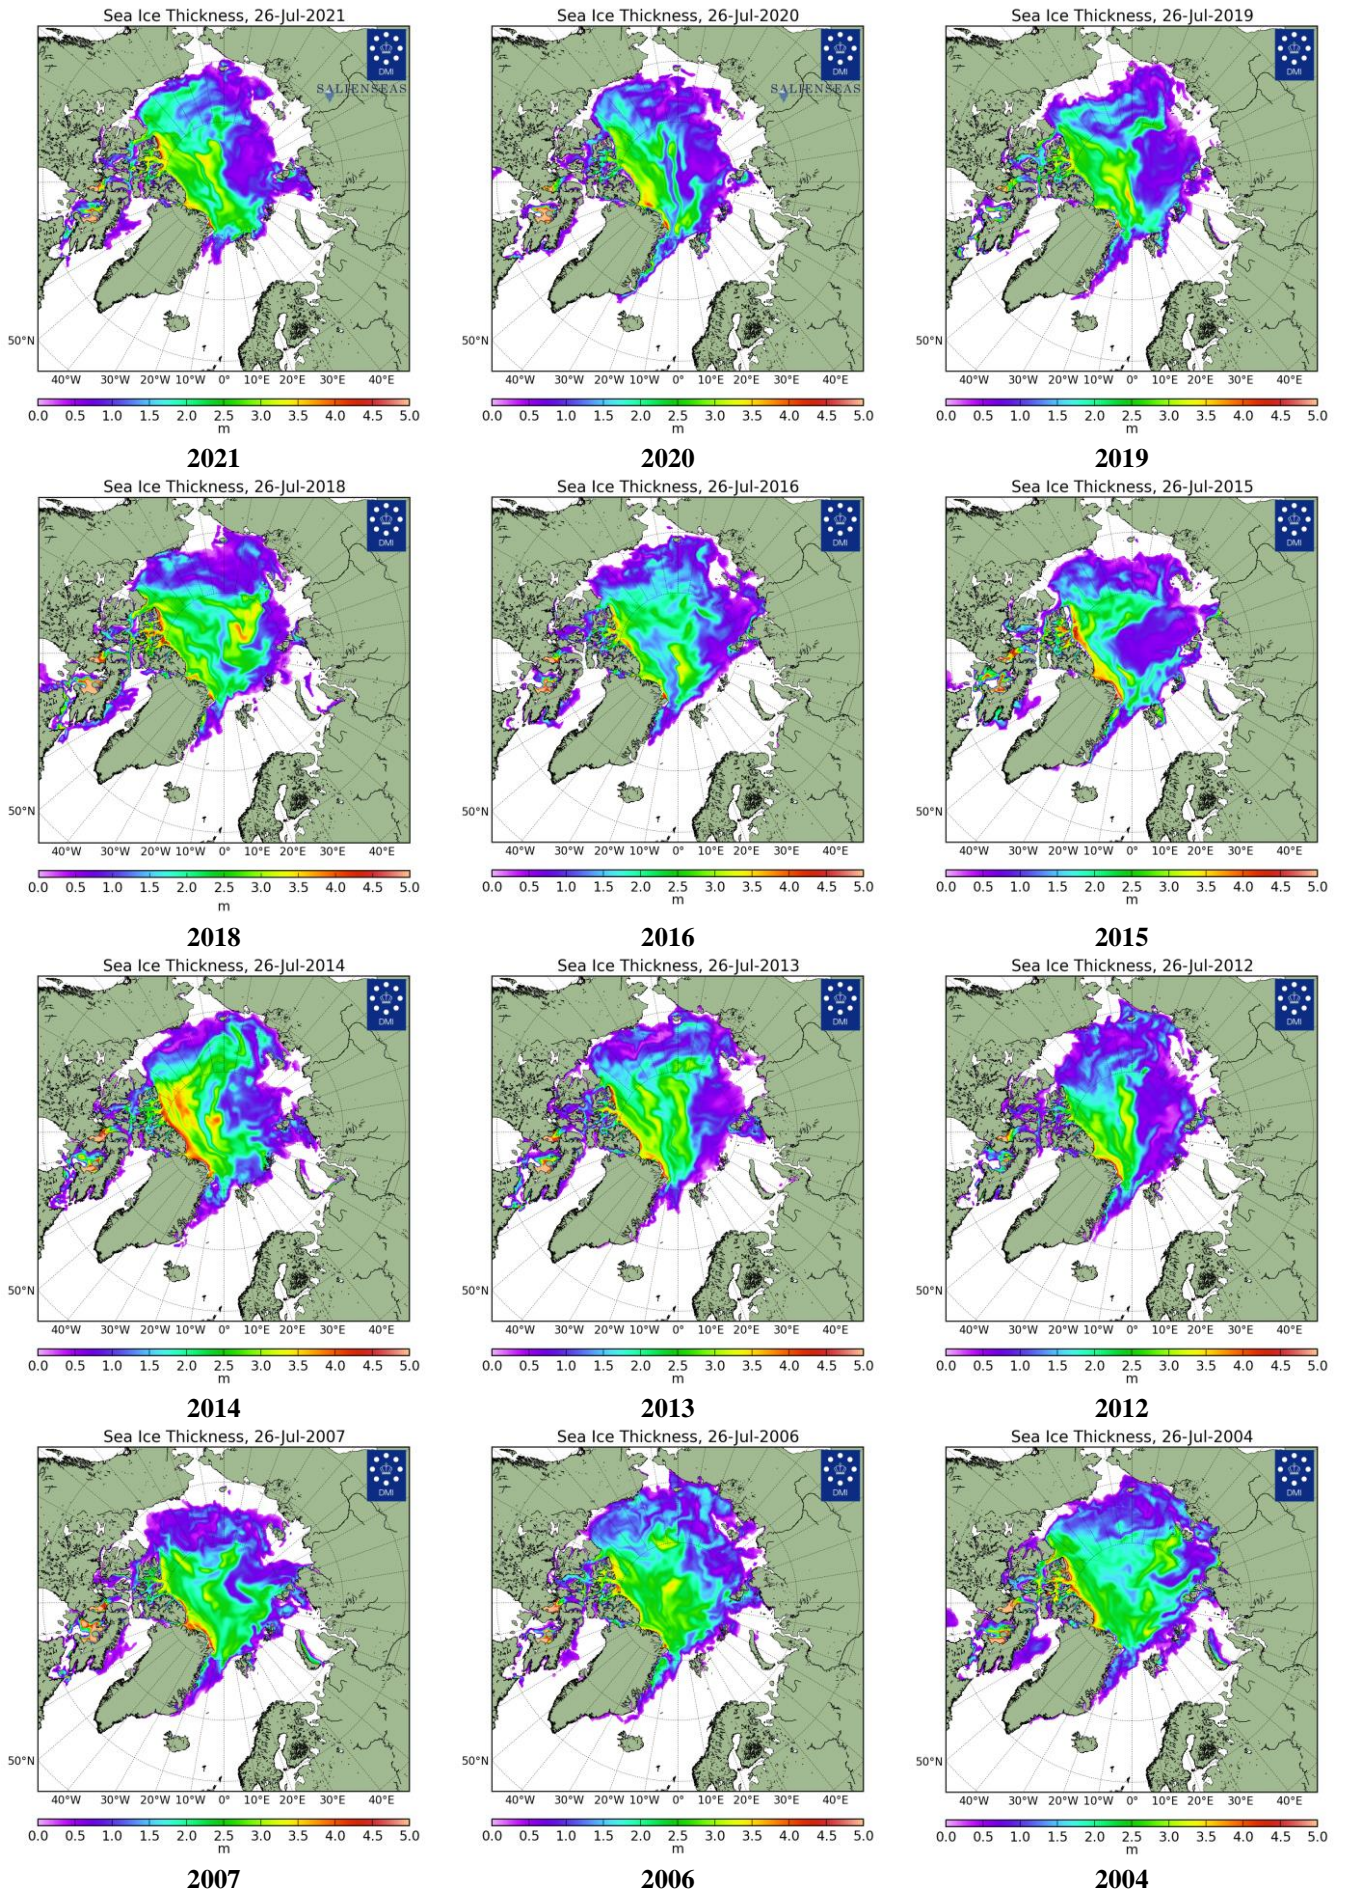 Sea Ice Thickness, 26-Jul-2021
Sea Ice Thickness, 26-Jul-2020
Sea Ice Thickness, 26-Jul-2019
DMI
DMI
DMI
SALIENSEAS
SALIENSEAS
50°N
50°N
50°N
40°W 30°W 20°W 10°W 0° 10°E 20°E 30°E 40°E
40°W 30°W 20°W 10°W 0° 10°E 20°E 30°E 40°E
40°W 30°W 20°W 10°W 0° 10°E 20°E 30°E 40°E
0.0 0.5 1.0 1.5 2.0 2.5 3.0 3.5 4.0 4.5 5.0
0.0 0.5 1.0 1.5 2.0 2.5 3.0 3.5 4.0 4.5 5.0
0.0 0.5 1.0 1.5 2.0 2.5 3.0 3.5 4.0 4.5 5.0
m
m
m
2021
2020
2019
Sea Ice Thickness, 26-Jul-2018
Sea Ice Thickness, 26-Jul-2016
Sea Ice Thickness, 26-Jul-2015
DMI
DMI
DMI
50°N
50°N
50°N
40°W 30°W 20°W 10°W 0° 10°E 20°E 30°E 40°E
40°W 30°W 20°W 10°W 0° 10°E 20°E 30°E 40°E
40°W 30°W 20°W 10°W 0° 10°E 20°E 30°E 40°E
0.0 0.5 1.0 1.5 2.0 2.5 3.0 3.5 4.0 4.5 5.0
0.0 0.5 1.0 1.5 2.0 2.5 3.0 3.5 4.0 4.5 5.0
0.0 0.5 1.0 1.5 2.0 2.5 3.0 3.5 4.0 4.5 5.0
m
m
m
2018
2016
2015
Sea Ice Thickness, 26-Jul-2014
Sea Ice Thickness, 26-Jul-2013
Sea Ice Thickness, 26-Jul-2012
DMI
DMI
DMI
50°N
50°N
50°N
40°W 30°W 20°W 10°W 0° 10°E 20°E 30°E 40°E
40°W 30°W 20°W 10°W 0° 10°E 20°E 30°E 40°E
40°W 30°W 20°W 10°W 0° 10°E 20°E 30°E 40°E
0.0 0.5 1.0 1.5 2.0 2.5 3.0 3.5 4.0 4.5 5.0
0.0 0.5 1.0 1.5 2.0 2.5 3.0 3.5 4.0 4.5 5.0
0.0 0.5 1.0 1.5 2.0 2.5 3.0 3.5 4.0 4.5 5.0
m
m
m
2014
2013
2012
Sea Ice Thickness, 26-Jul-2007
Sea Ice Thickness, 26-Jul-2006
Sea Ice Thickness, 26-Jul-2004
DMI
DMI
DMI
50°N
50°N
50°N
40°W 30°W 20°W 10°W 0° 10°E 20°E 30°E 40°E
40°W 30°W 20°W 10°W 0° 10°E 20°E 30°E 40°E
40°W 30°W 20°W 10°W 0° 10°E 20°E 30°E 40°E
0.0 0.5 1.0 1.5 2.0 2.5 3.0 3.5 4.0 4.5 5.0
0.0 0.5 1.0 1.5 2.0 2.5 3.0 3.5 4.0 4.5 5.0
0.0 0.5 1.0 1.5 2.0 2.5 3.0 3.5 4.0 4.5 5.0
m
m
m
2007
2006
2004